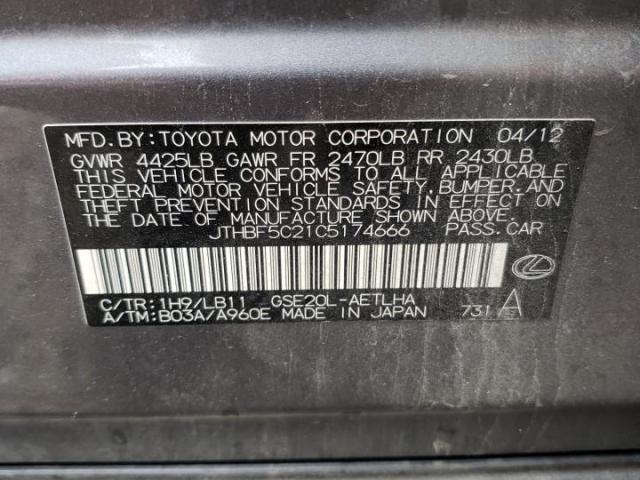 MFD. BY: TOYOTA MOTOR CORPORATION 04/12
GVWR 4425LB GAWR FR 2470LB RR 2430LB
THIS VEHICLE CONFORMS TO ALL APPLICABLE
FEDERAL MOTOR VEHICLE SAFETY, BUMPER, AND
THEFT PREVENTION STANDARDS IN EFFECT ON
THE DATE OF MANUFACTURE SHOWN ABOVE.
JTHBF5C21C5174666 PASS. CAR
C/TR: 1H9/LB11 GSE20L-AETLHA
A/TM: B03A/A960E MADE IN JAPAN 731 A